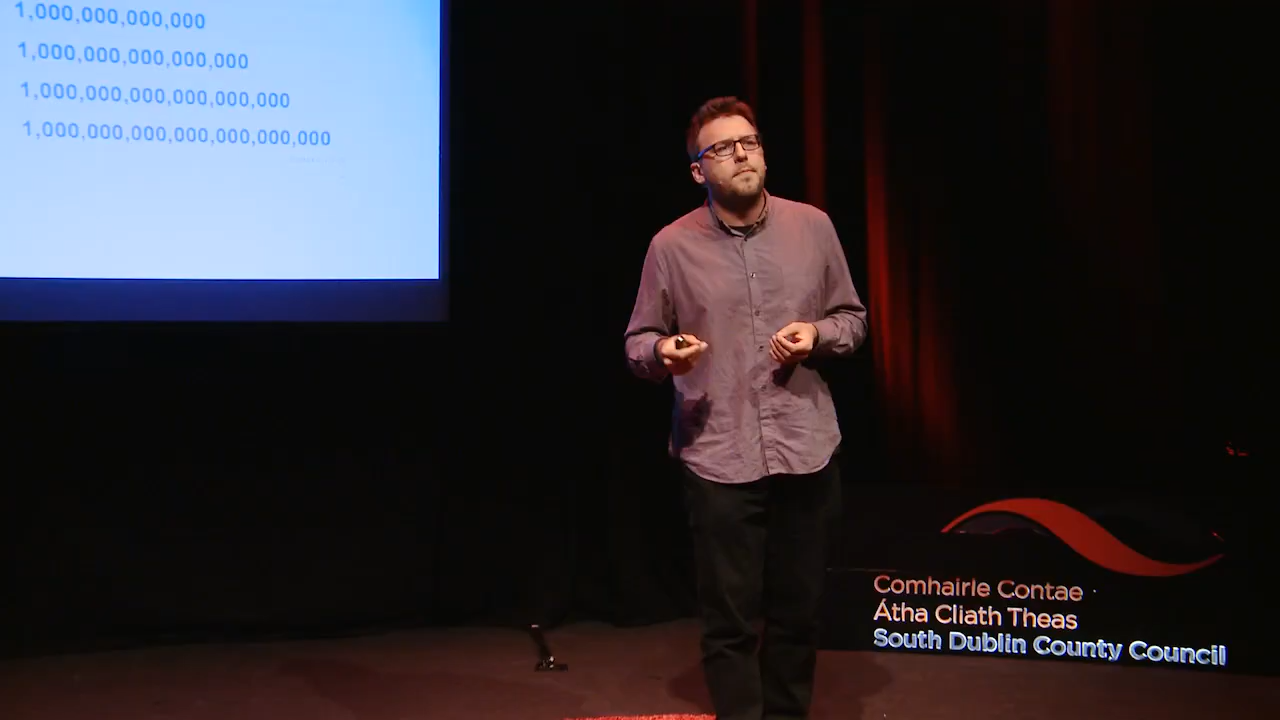 1,000,000,000,000
1,000,000,000,000,000
1,000,000,000,000,000,000
1,000,000,000,000,000,000,000
Comhairle Contae
Átha Cliath Theas
South Dublin County Council